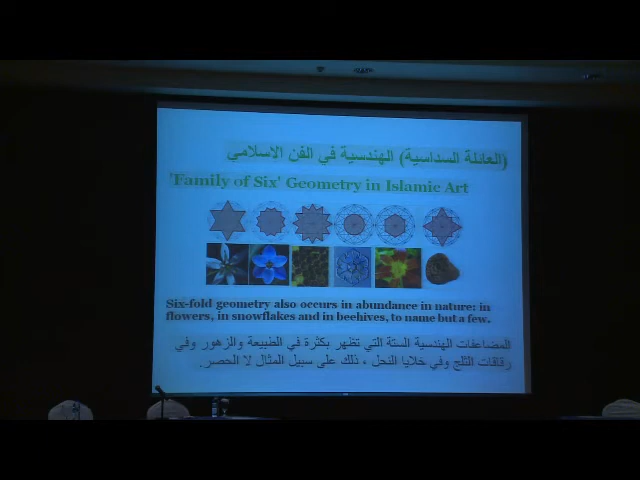 (العائلة السداسية) الهندسية في الفن الاسلامي
'Family of Six' Geometry in Islamic Art
Six-fold geometry also occurs in abundance in nature: in
flowers, in snowflakes and in beehives, to name but a few.
المضاعفات الهندسية الستة التي تظهر بكثرة في الطبيعة والزهور وفي
رقاقات الثلج وفي خلايا النحل ، ذلك على سبيل المثال لا الحصر.